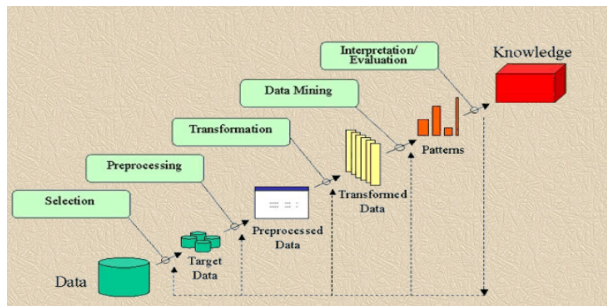 Interpretation/
Evaluation
Knowledge
Data Mining
Transformation
Patterns
Preprocessing
Transformed
Data
Selection
Preprocessed
Data
Target
Data
Data